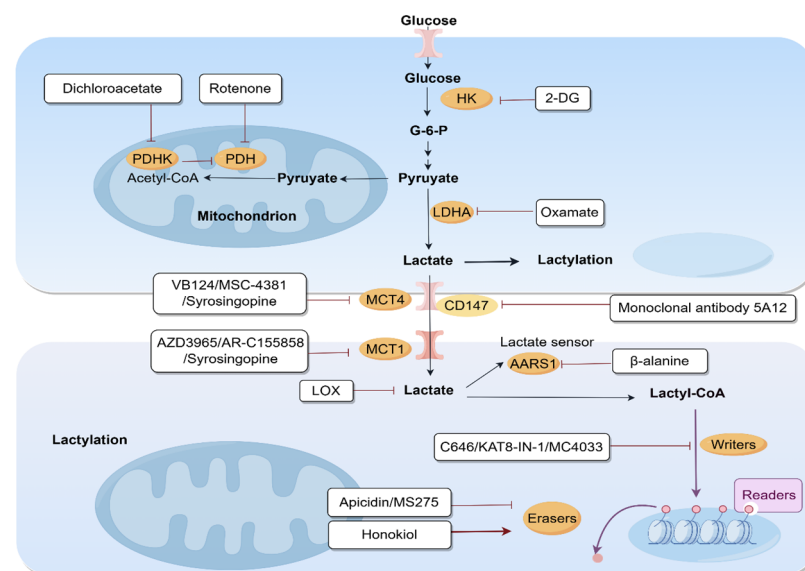 Glucose
Glucose
Dichloroacetate
Rotenone
HK
2-DG
G-6-P
PDHK
PDH
Acetyl-CoA
Pyruyate
Pyruyate
Mitochondrion
LDHA
Oxamate
Lactate
Lactylation
VB124/MSC-4381
/Syrosingopine
MCT4
CD147
Monoclonal antibody 5A12
AZD3965/AR-C155858
/Syrosingopine
MCT1
Lactate sensor
AARS1
β-alanine
LOX
Lactate
Lactyl-CoA
Lactylation
C646/KAT8-IN-1/MC4033
Writers
Apicidin/MS275
Erasers
Readers
Honokiol